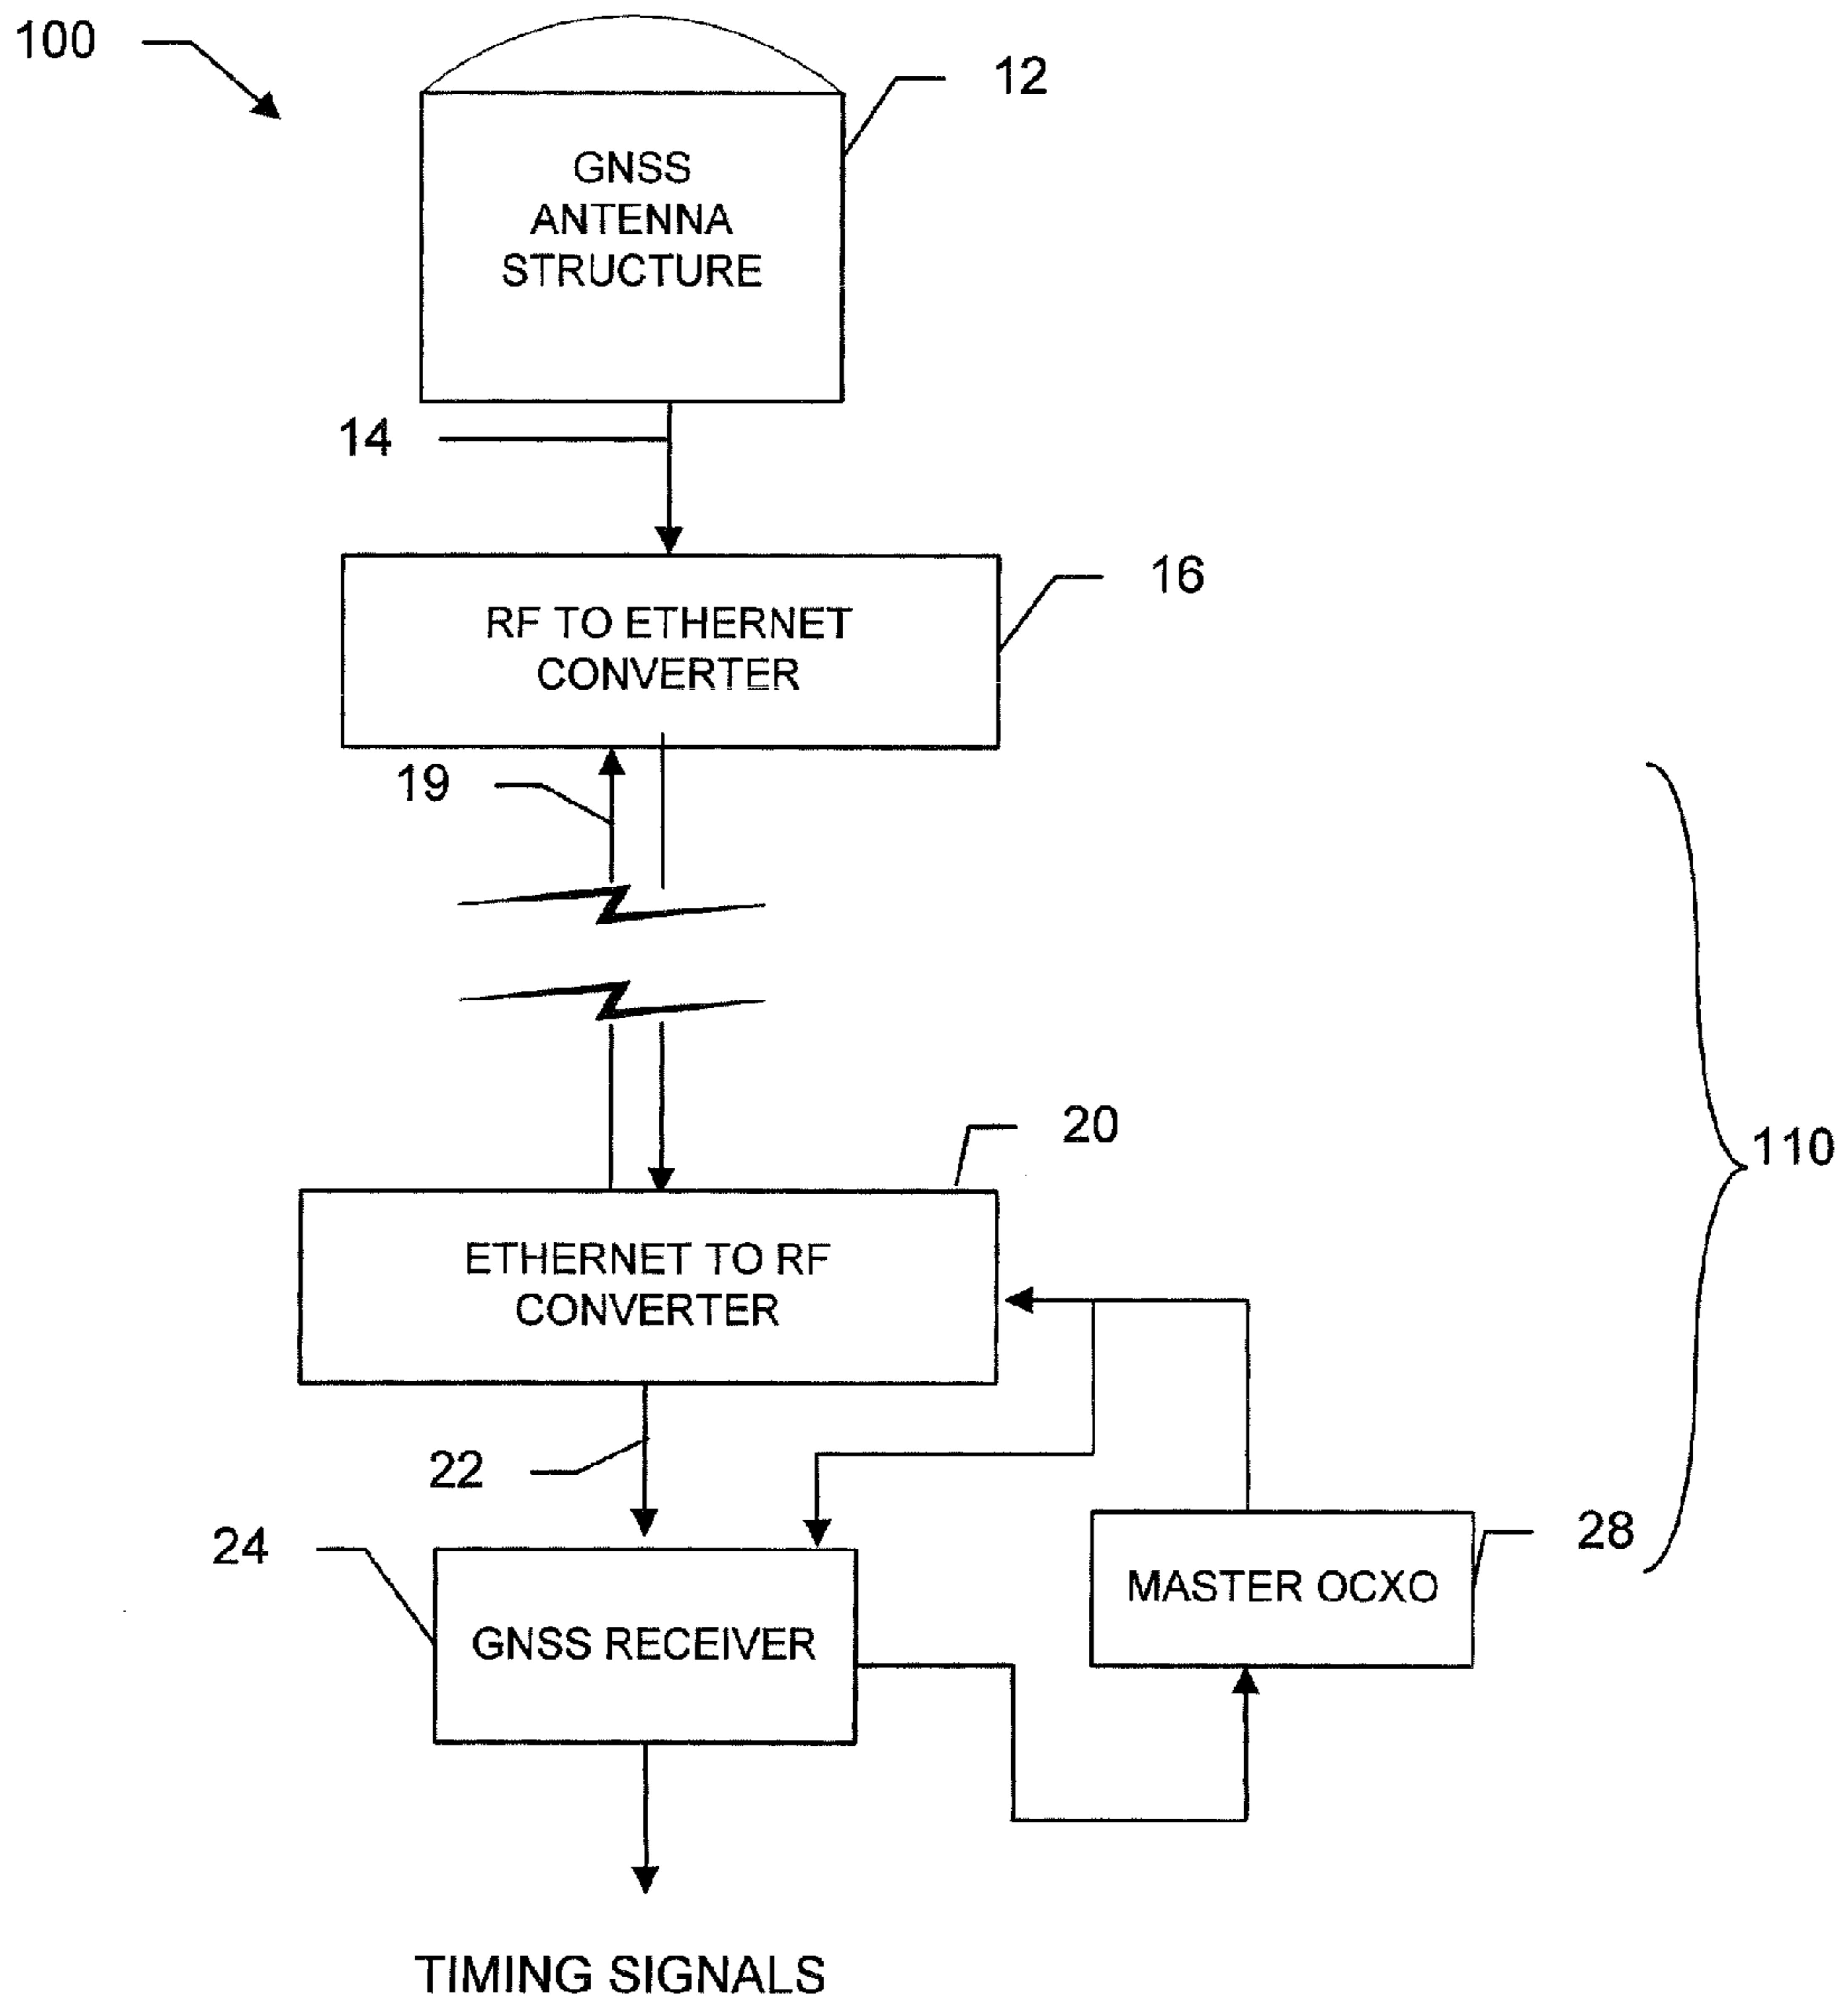 100
12
GNSS
ANTENNA
STRUCTURE
14
16
RF TO ETHERNET
CONVERTER
19
20
110
ETHERNET TO RF
CONVERTER
22
24
28
MASTER OCXO
GNSS RECEIVER
TIMING SIGNALS